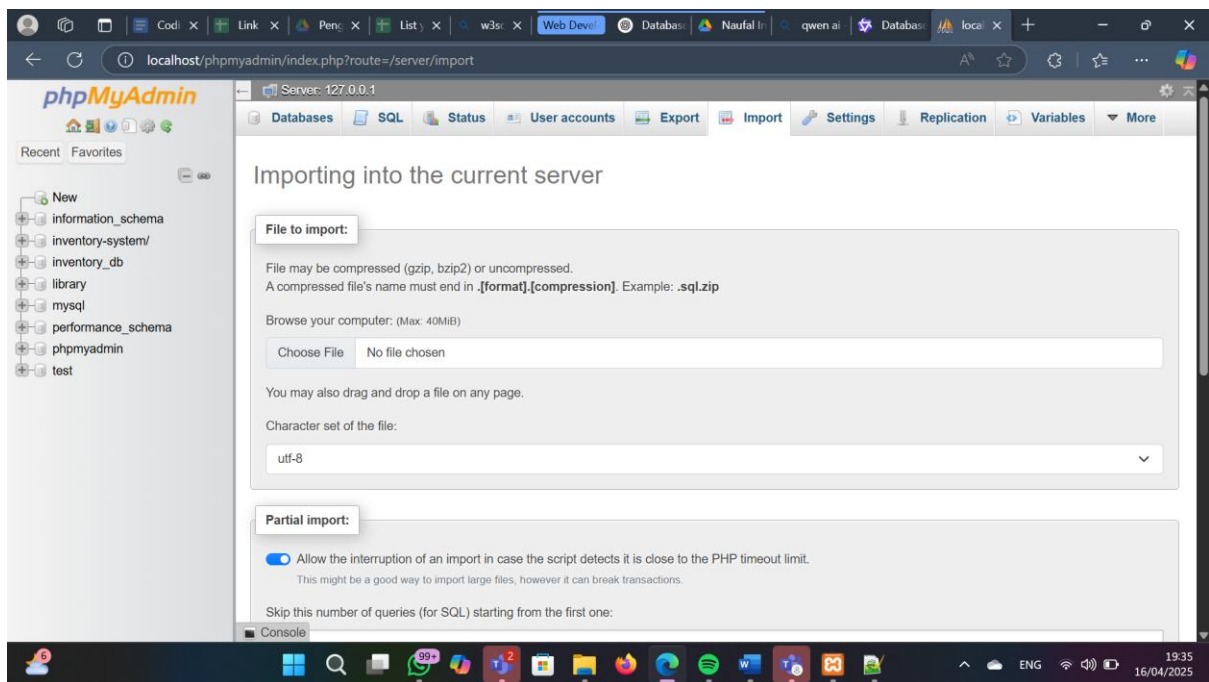 Codi
Link
Peng
List
w3sc
Web Devel
Database
Naufal In
qwen ai
Databas
local
localhost/phpmyadmin/index.php?route=/server/import
phpMyAdmin
Recent Favorites
New
information_schema
inventory-system/
inventory_db
library
mysql
performance_schema
phpmyadmin
test
Server: 127.0.0.1
Databases SQL Status User accounts Export Import Settings Replication Variables More
Importing into the current server
File to import:
File may be compressed (gzip, bzip2) or uncompressed.
A compressed file's name must end in .[format].[compression]. Example: .sql.zip
Browse your computer: (Max: 40MiB)
Choose File No file chosen
You may also drag and drop a file on any page.
Character set of the file:
utf-8
Partial import:
Allow the interruption of an import in case the script detects it is close to the PHP timeout limit.
This might be a good way to import large files, however it can break transactions.
Skip this number of queries (for SQL) starting from the first one:
Console
6
99+
2
ENG
19:35
16/04/2025